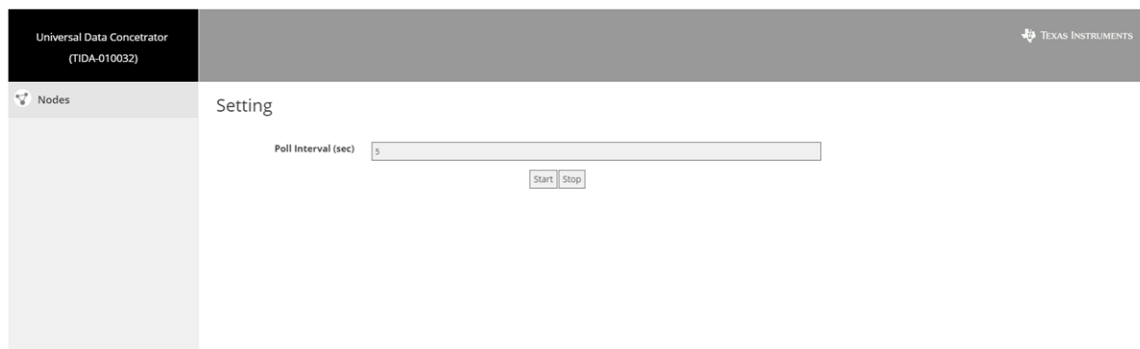 Universal Data Concetrator
(TIDA-010032)
TEXAS INSTRUMENTS
Nodes
Setting
Poll Interval (sec)
5
Start Stop